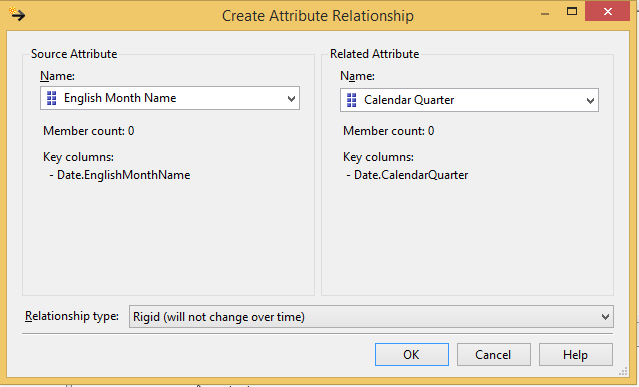 Create Attribute Relationship
Source Attribute
Name:
English Month Name
Member count: 0
Key columns:
- Date.EnglishMonthName
Related Attribute
Name:
Calendar Quarter
Member count: 0
Key columns:
- Date.CalendarQuarter
Relationship type: Rigid (will not change over time)
OK Cancel Help